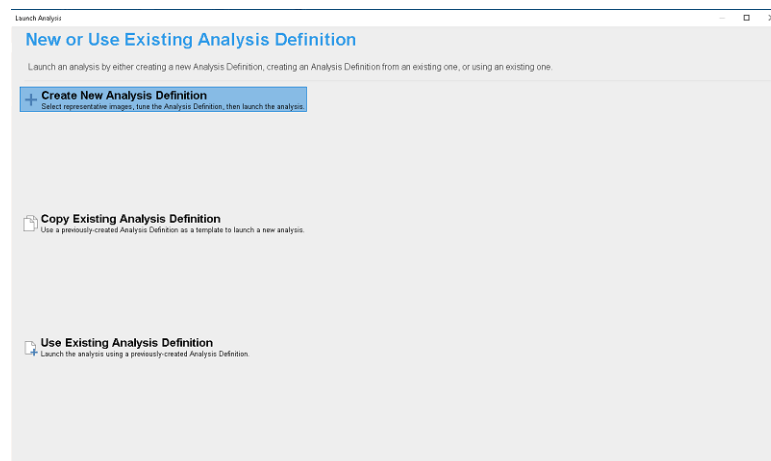 Launch Analysis
New or Use Existing Analysis Definition
Launch an analysis by either creating a new Analysis Definition, creating an Analysis Definition from an existing one, or using an existing one.
Create New Analysis Definition
Select representative images, tune the Analysis Definition, then launch the analysis.
Copy Existing Analysis Definition
Use a previously-created Analysis Definition as a template to launch a new analysis.
Use Existing Analysis Definition
Launch the analysis using a previously-created Analysis Definition.